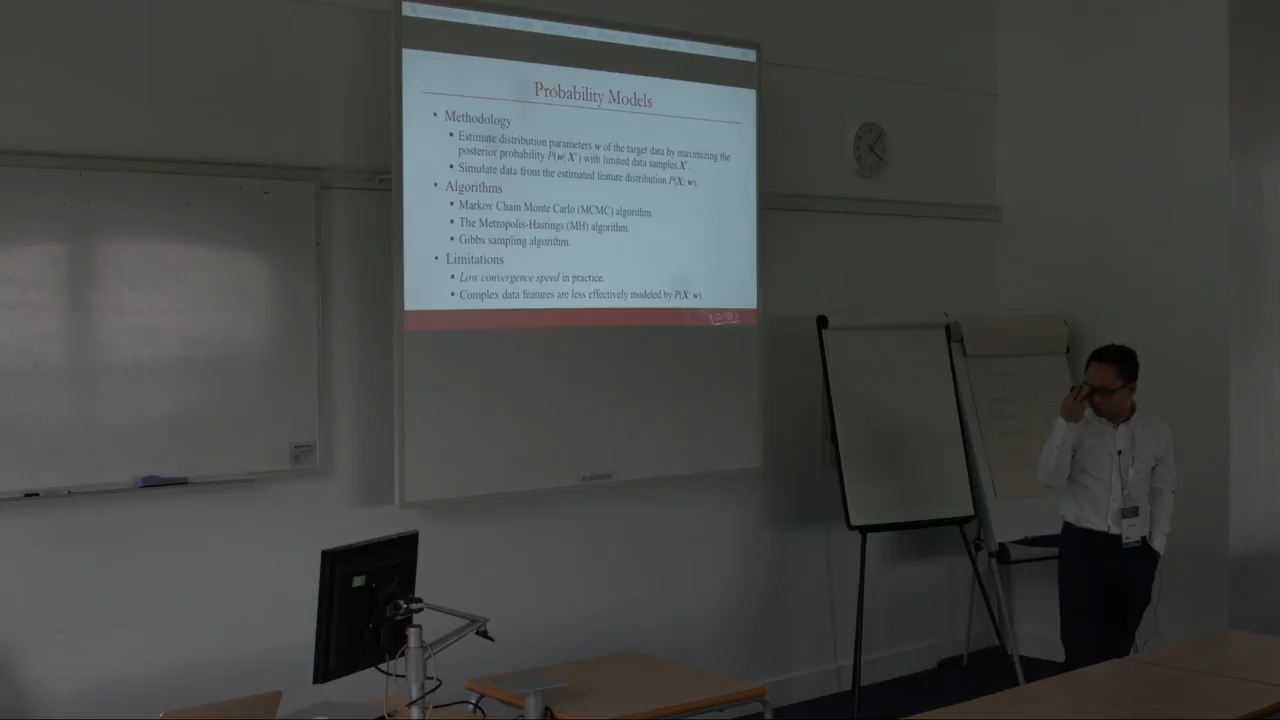 Probability Models
• Methodology
▪ Estimate distribution parameters w of the target data by maximizing the
posterior probability P(w| X') with limited data samples X'.
▪ Simulate data from the estimated feature distribution P(X; w).
• Algorithms
▪ Markov Chain Monte Carlo (MCMC) algorithm.
▪ The Metropolis-Hastings (MH) algorithm.
▪ Gibbs sampling algorithm.
• Limitations
▪ Low convergence speed in practice.
▪ Complex data features are less effectively modeled by P(X; w)